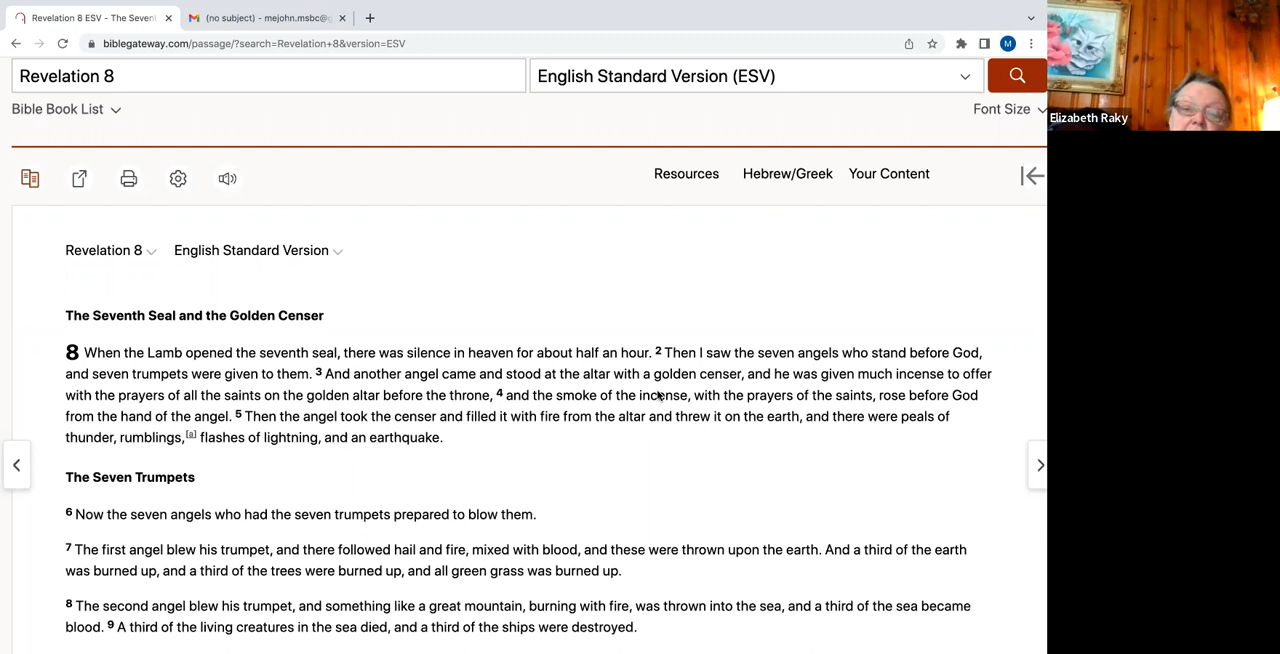 Revelation 8 ESV - The Seven
(no subject) - mejohn.msbc@g
biblegateway.com/passage/?search=Revelation+8&version=ESV
M
Revelation 8
English Standard Version (ESV)
Bible Book List
Font Size
Resources
Hebrew/Greek
Your Content
Revelation 8
English Standard Version
The Seventh Seal and the Golden Censer
8 When the Lamb opened the seventh seal, there was silence in heaven for about half an hour. 2 Then I saw the seven angels who stand before God,
and seven trumpets were given to them. 3 And another angel came and stood at the altar with a golden censer, and he was given much incense to offer
with the prayers of all the saints on the golden altar before the throne, 4 and the smoke of the incense, with the prayers of the saints, rose before God
from the hand of the angel. 5 Then the angel took the censer and filled it with fire from the altar and threw it on the earth, and there were peals of
thunder, rumblings,[a] flashes of lightning, and an earthquake.
The Seven Trumpets
6 Now the seven angels who had the seven trumpets prepared to blow them.
7 The first angel blew his trumpet, and there followed hail and fire, mixed with blood, and these were thrown upon the earth. And a third of the earth
was burned up, and a third of the trees were burned up, and all green grass was burned up.
8 The second angel blew his trumpet, and something like a great mountain, burning with fire, was thrown into the sea, and a third of the sea became
blood. 9 A third of the living creatures in the sea died, and a third of the ships were destroyed.
Elizabeth Raky